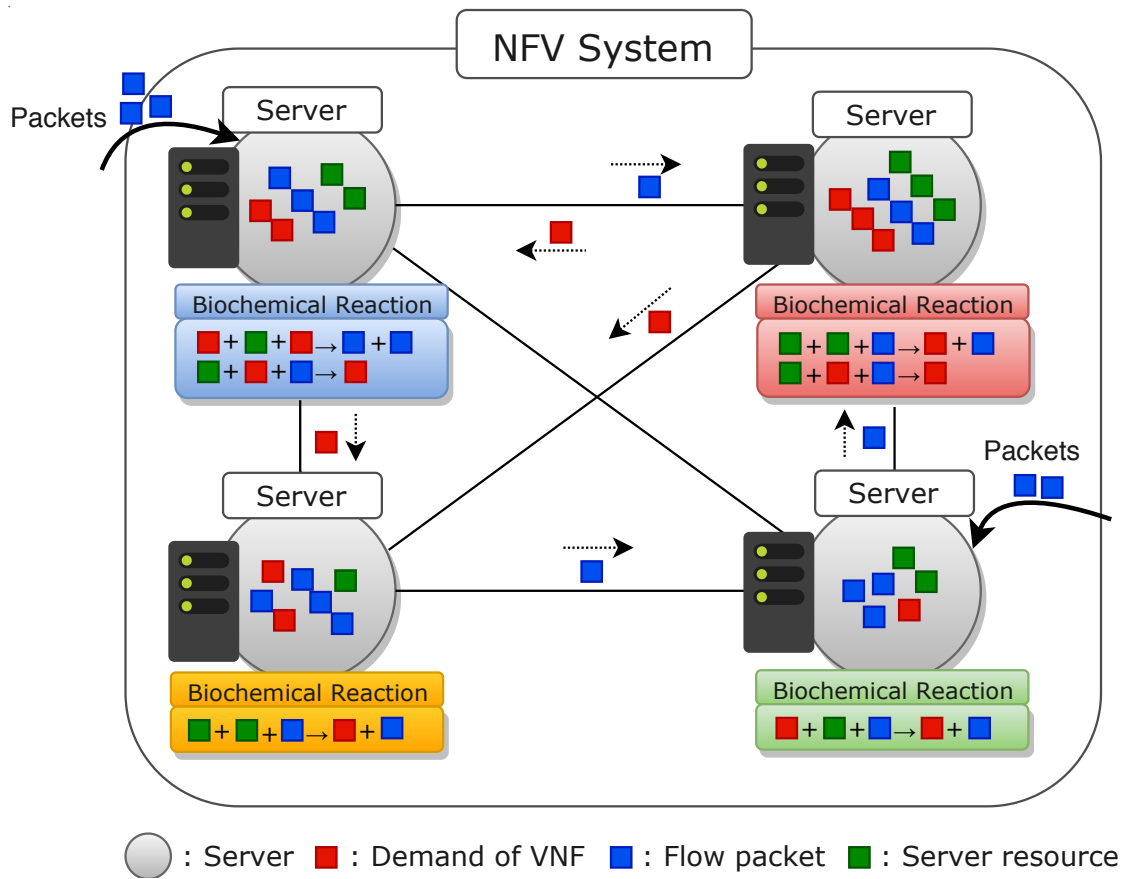 NFV System
Packets
Server
Server
Biochemical Reaction
+ + → +
+ + →
Biochemical Reaction
+ + → +
+ + →
Packets
Server
Server
Biochemical Reaction
+ + → +
Biochemical Reaction
+ + → +
: Server : Demand of VNF : Flow packet : Server resource